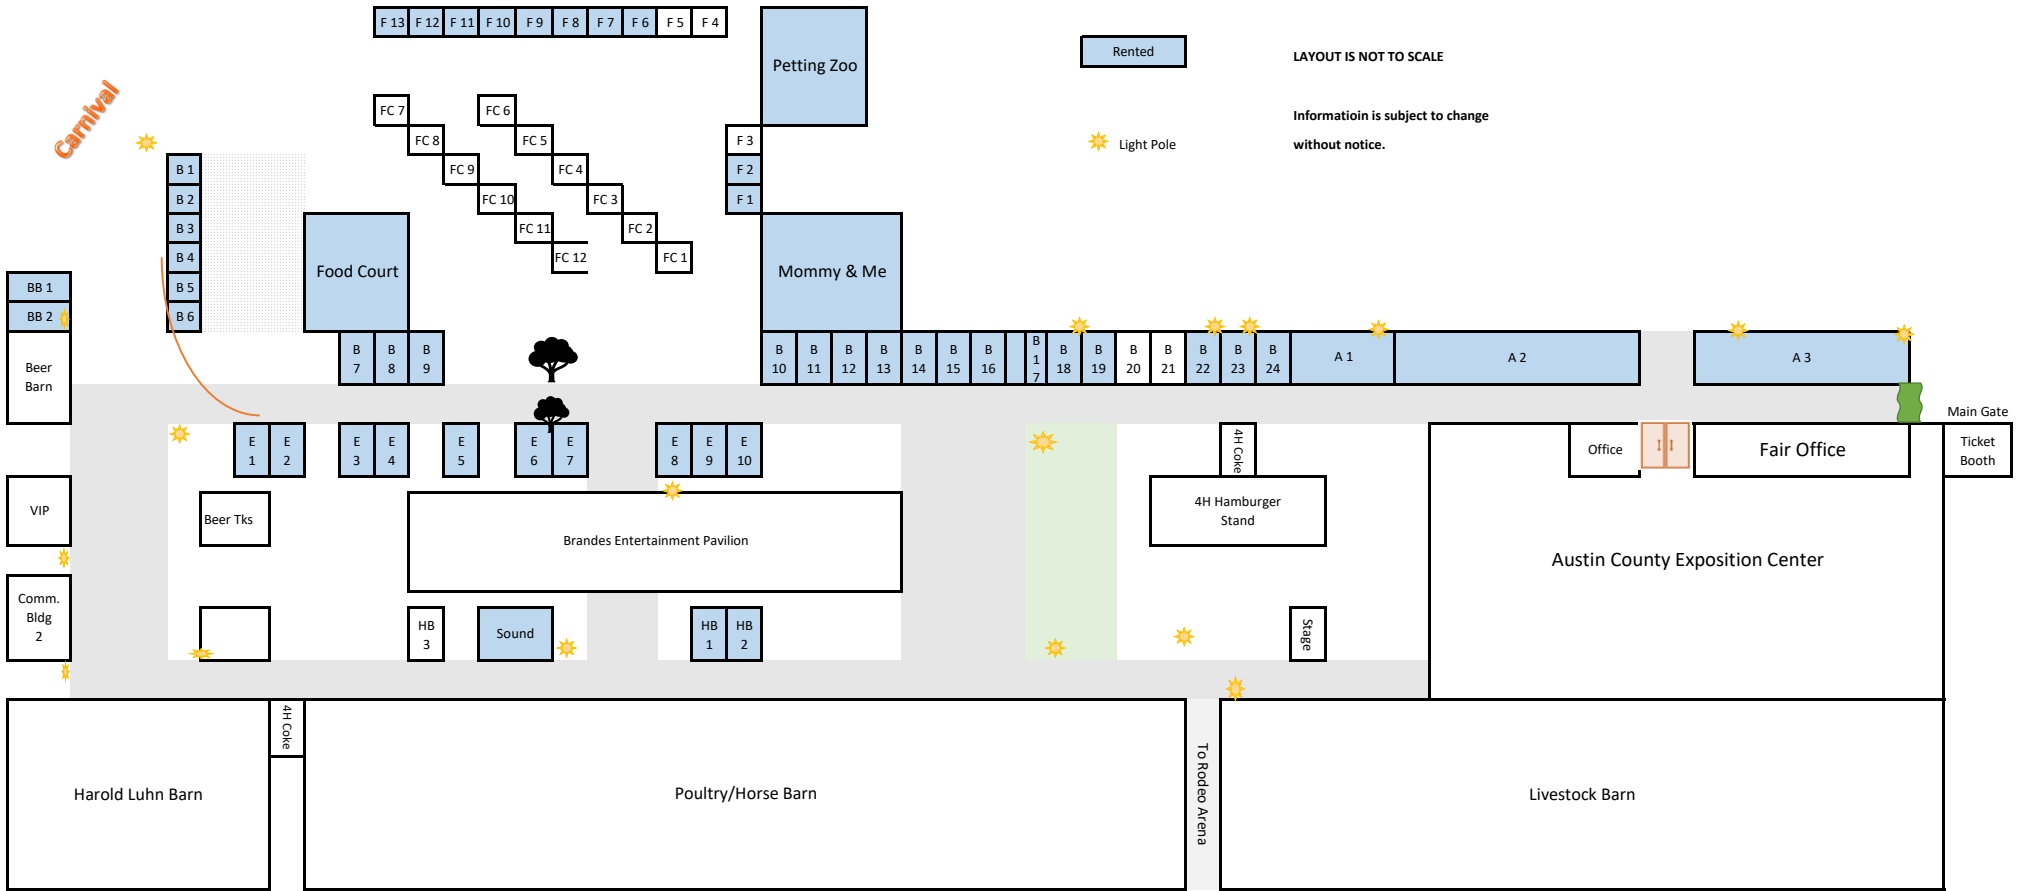 F 13 F 12 F 11 F 10 F 9 F 8 F 7 F 6 F 5 F 4
Petting Zoo
Rented
LAYOUT IS NOT TO SCALE
Carnival
FC 7
FC 6
Informatioin is subject to change
without notice.
Light Pole
FC 8
FC 5
F 3
B 1
FC 9
FC 4
F 2
B 2
FC 10
FC 3
F 1
B 3
FC 11
FC 2
B 4
FC 12
FC 1
Food Court
Mommy & Me
BB 1
B 5
BB 2
B 6
Beer
Barn
B
7
B
8
B
9
B
10
B
11
B
12
B
13
B
14
B
15
B
16
B
1
7
B
18
B
19
B
20
B
21
B
22
B
23
B
24
A 1
A 2
A 3
Main Gate
E
1
E
2
E
3
E
4
E
5
E
6
E
7
E
8
E
9
E
10
4H Coke
Office
Fair Office
Ticket
Booth
VIP
Beer Tks
Brandes Entertainment Pavilion
4H Hamburger
Stand
Austin County Exposition Center
Comm.
Bldg
2
HB
3
Sound
HB
1
HB
2
Stage
Harold Luhn Barn
4H Coke
Poultry/Horse Barn
To Rodeo Arena
Livestock Barn